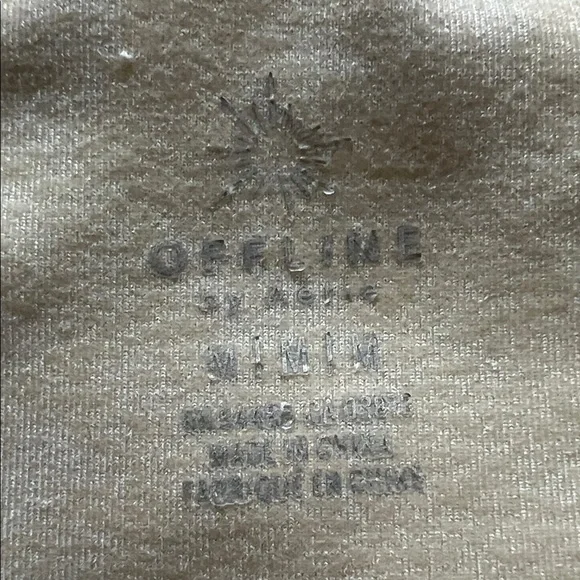 OFFLINE
by Aerie
M | M | M
MADE IN CHINA
FABRIQUÉ EN CHINE